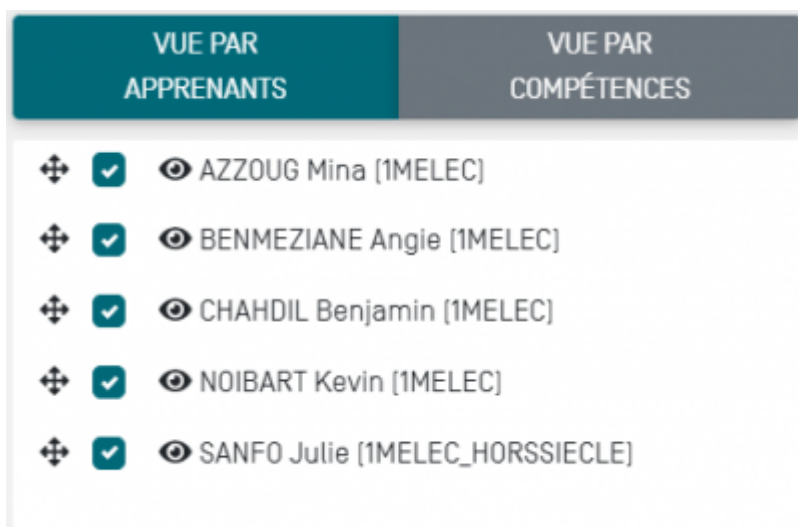 VUE PAR
APPRENANTS
VUE PAR
COMPÉTENCES
AZZOUG Mina [1MELEC]
BENMEZIANE Angie [1MELEC]
CHAHDIL Benjamin [1MELEC]
NOIBART Kevin [1MELEC]
SANFO Julie [1MELEC_HORSSIECLE]